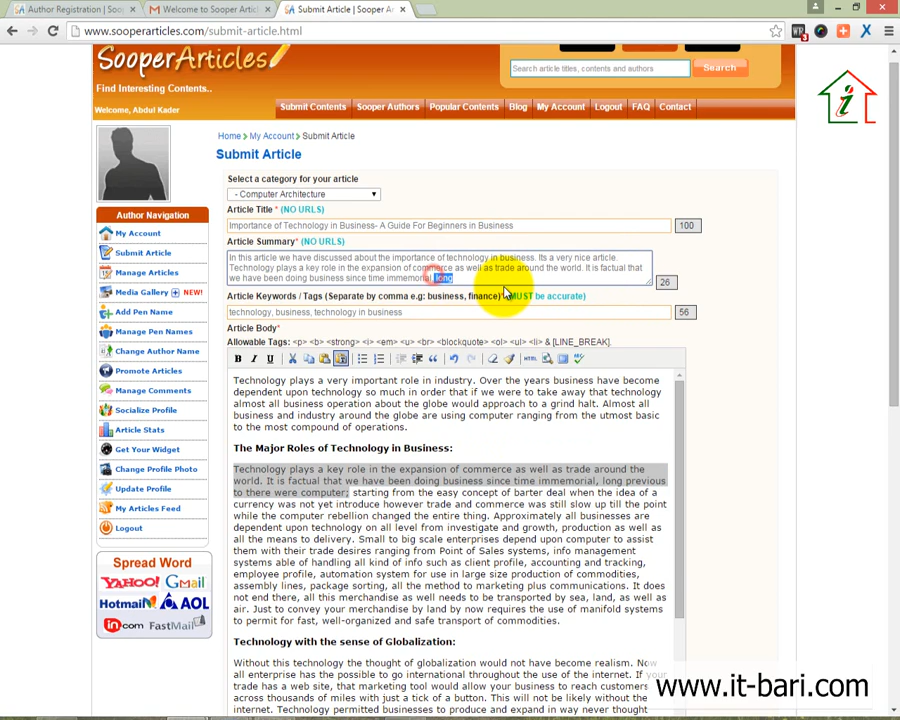 Author Registration | Soo
Welcome to Sooper Article
Submit Article | Sooper Ar
www.sooperarticles.com/submit-article.html
SooperArticles
Find Interesting Contents..
Search article titles, contents and authors
Search
Welcome, Abdul Kader
Submit Contents
Sooper Authors
Popular Contents
Blog
My Account
Logout
FAQ
Contact
Home > My Account > Submit Article
Submit Article
Select a category for your article
- Computer Architecture
Article Title * (NO URLS)
Importance of Technology in Business- A Guide For Beginners in Business
100
Article Summary* (NO URLS)
In this article we have discussed about the importance of technology in business. Its a very nice article.
Technology plays a key role in the expansion of commerce as well as trade around the world. It is factual that
we have been doing business since time immemorial, long
26
Article Keywords / Tags (Separate by comma e.g: business, finance)* (MUST be accurate)
technology, business, technology in business
56
Article Body*
Allowable Tags: <p> <b> <strong> <i> <em> <u> <br> <blockquote> <ol> <ul> <li> & [LINE_BREAK].
B I U
HTML
Technology plays a very important role in industry. Over the years business have become
dependent upon technology so much in order that if we were to take away that technology
almost all business operation about the globe would approach to a grind halt. Almost all
business and industry around the globe are using computer ranging from the utmost basic
to the most compound of operations.
The Major Roles of Technology in Business:
Technology plays a key role in the expansion of commerce as well as trade around the
world. It is factual that we have been doing business since time immemorial, long previous
to there were computer; starting from the easy concept of barter deal when the idea of a
currency was not yet introduce however trade and commerce was still slow up till the point
while the computer rebellion changed the entire thing. Approximately all businesses are
dependent upon technology on all level from investigate and growth, production as well as
all the means to delivery. Small to big scale enterprises depend upon computer to assist
them with their trade desires ranging from Point of Sales systems, info management
systems able of handling all kind of info such as client profile, accounting and tracking,
employee profile, automation system for use in large size production of commodities,
assembly lines, package sorting, all the method to marketing plus communications. It does
not end there, all this merchandise as well needs to be transported by sea, land, as well as
air. Just to convey your merchandise by land by now requires the use of manifold systems
to permit for fast, well-organized and safe transport of commodities.
Technology with the sense of Globalization:
Without this technology the thought of globalization would not have become realism. Now
all enterprise has the possible to go international throughout the use of the internet. If your
trade has a web site, that marketing tool would allow your business to reach customers
across thousands of miles with just a tick of a button. This will not be likely without the
internet. Technology permitted businesses to produce and expand in way never thought
Author Navigation
My Account
Submit Article
Manage Articles
Media Gallery NEW!
Add Pen Name
Manage Pen Names
Change Author Name
Promote Articles
Manage Comments
Socialize Profile
Article Stats
Get Your Widget
Change Profile Photo
Update Profile
My Articles Feed
Logout
Spread Word
YAHOO! Gmail
Hotmail AOL
in.com FastMail
www.it-bari.com